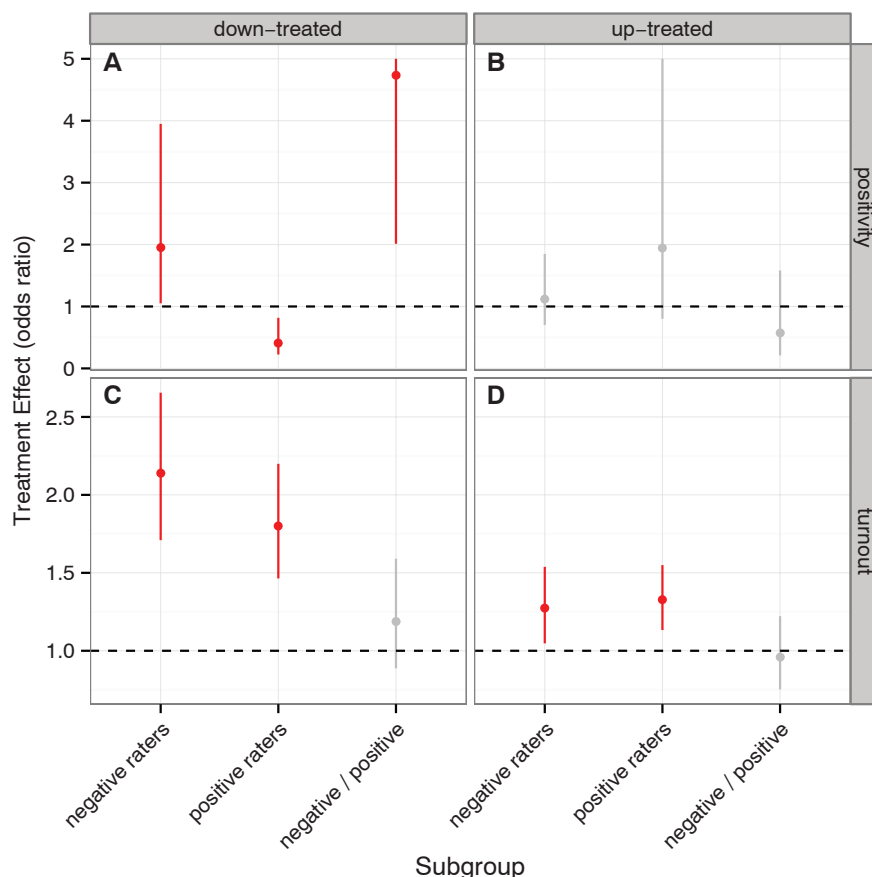 down−treated
up−treated
A
B
5
4
3
2
1
0
positivity
C
D
2.5
2.0
1.5
1.0
turnout
Treatment Effect (odds ratio)
negative raters
positive raters
negative / positive
negative raters
positive raters
negative / positive
Subgroup